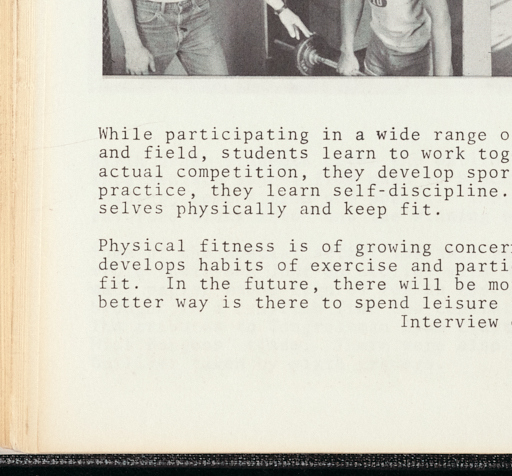 While participating in a wide range o
and field, students learn to work tog
actual competition, they develop spor
practice, they learn self-discipline.
selves physically and keep fit.
Physical fitness is of growing concer
develops habits of exercise and parti
fit. In the future, there will be mo
better way is there to spend leisure
Interview